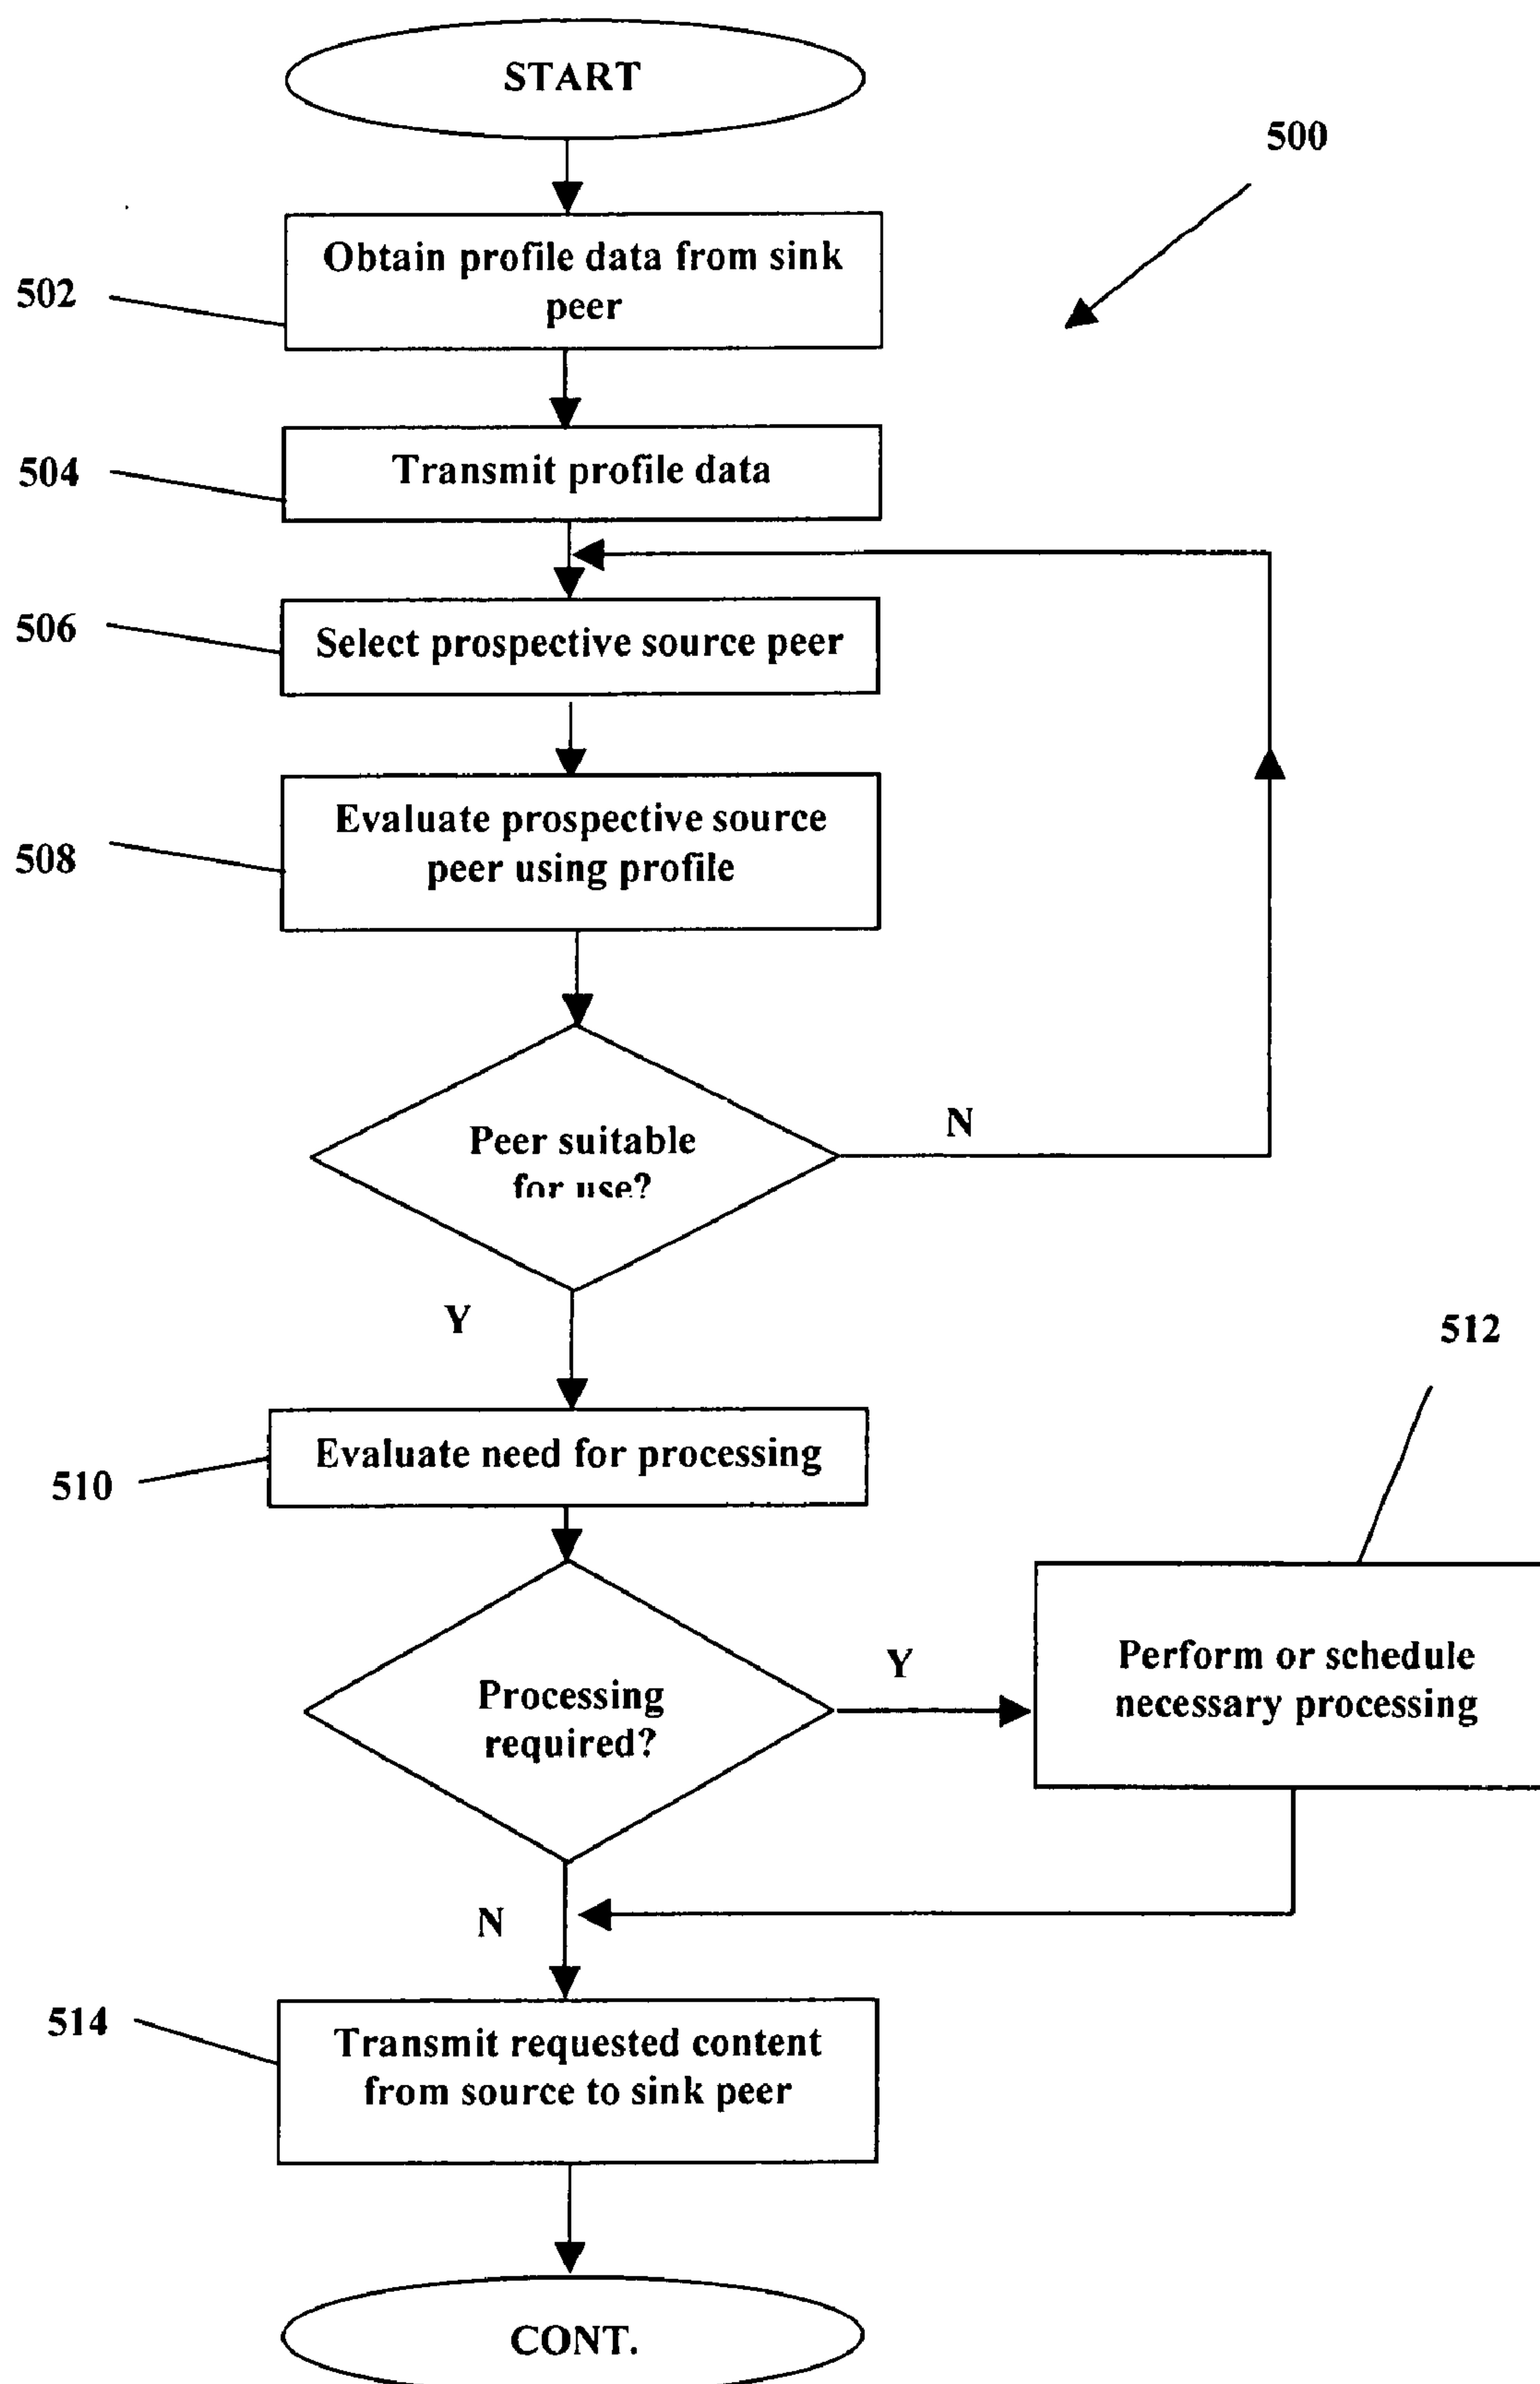 START
500
Obtain profile data from sink
peer
502
Transmit profile data
504
Select prospective source peer
506
Evaluate prospective source
peer using profile
508
Peer suitable
for use?
N
Y
512
Evaluate need for processing
510
Processing
required?
Y
Perform or schedule
necessary processing
N
Transmit requested content
from source to sink peer
514
CONT.